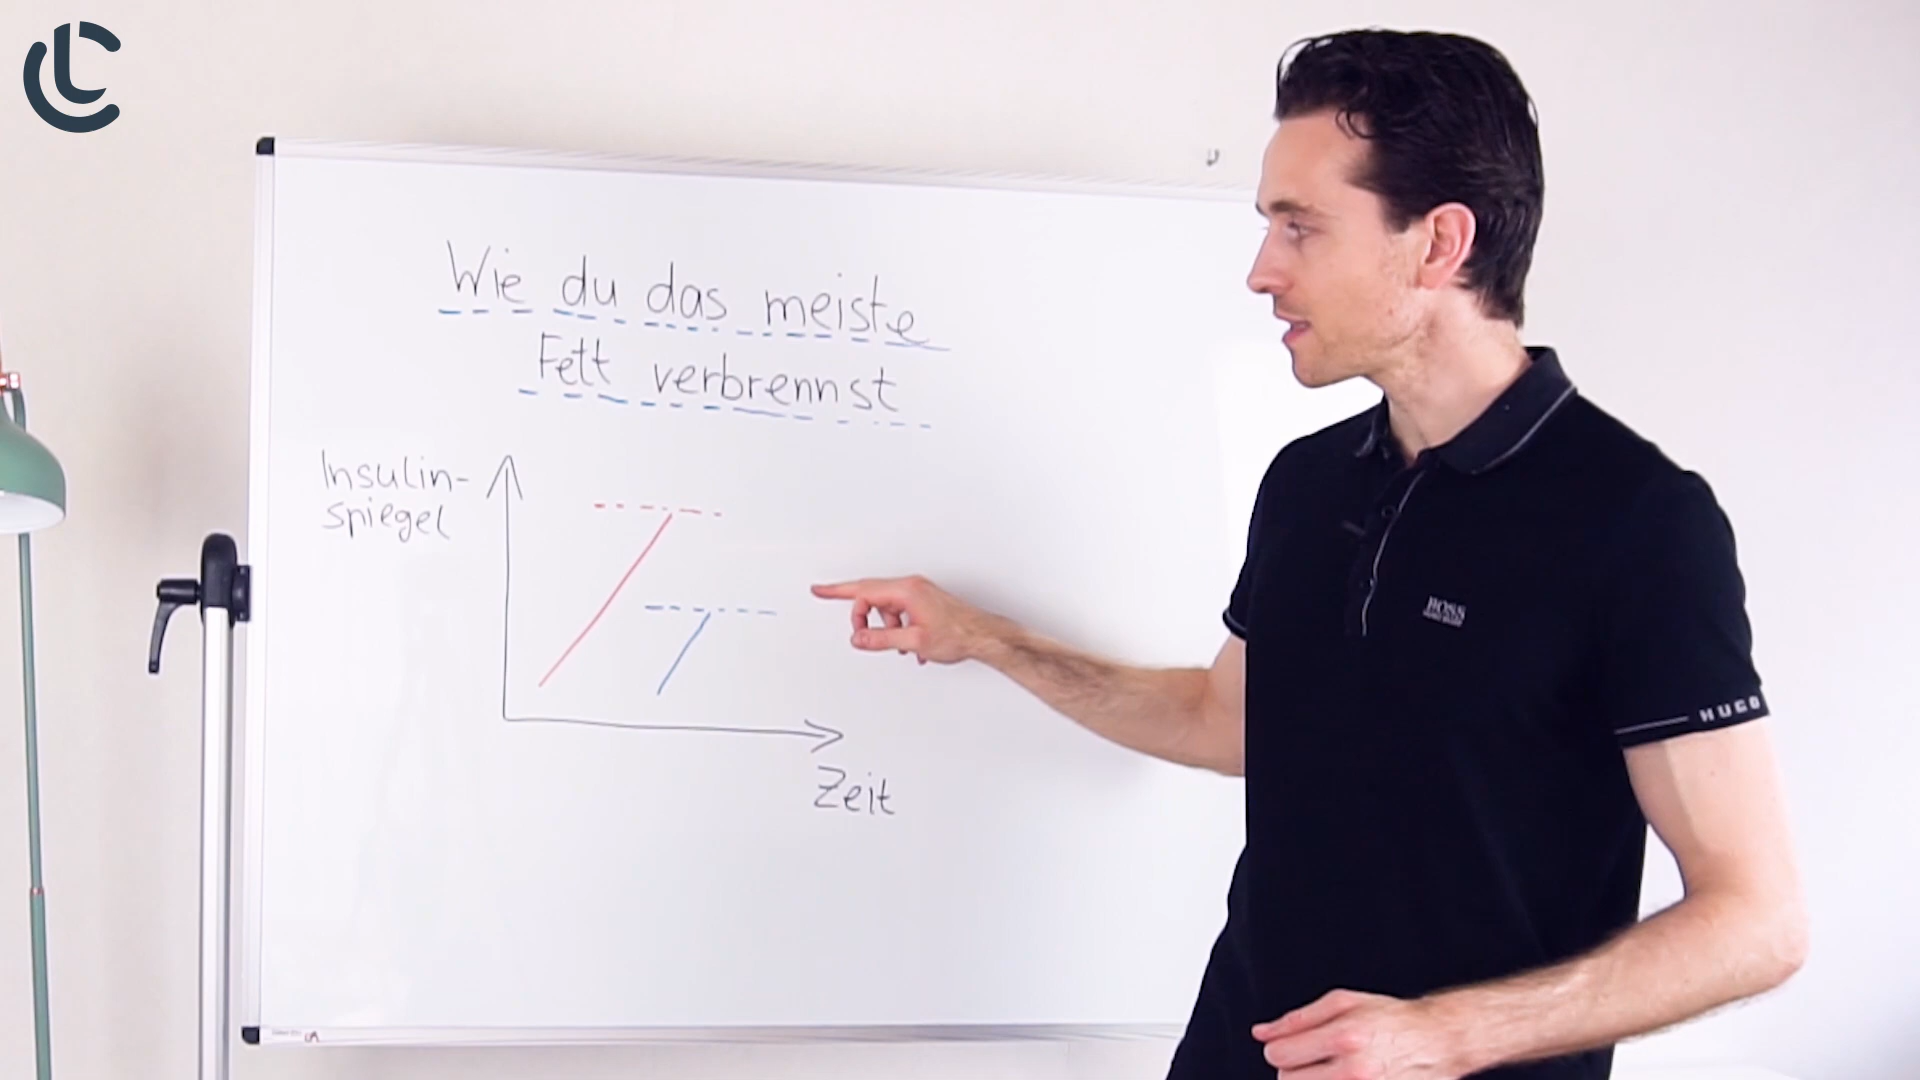 Wie du das meiste
Fett verbrennst
Insulin-
spiegel
Zeit
BOSS
HUGO